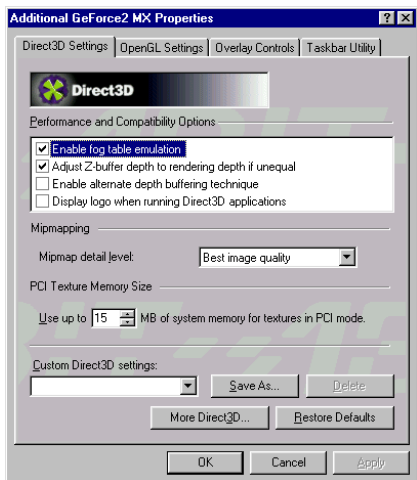 Additional GeForce2 MX Properties
Direct3D Settings OpenGL Settings Overlay Controls Taskbar Utility
Direct3D
Performance and Compatibility Options
Enable fog table emulation
Adjust Z-buffer depth to rendering depth if unequal
Enable alternate depth buffering technique
Display logo when running Direct3D applications
Mipmapping
Mipmap detail level: Best image quality
PCI Texture Memory Size
Use up to 15 MB of system memory for textures in PCI mode.
Custom Direct3D settings:
Save As... Delete
More Direct3D... Restore Defaults
OK Cancel Apply